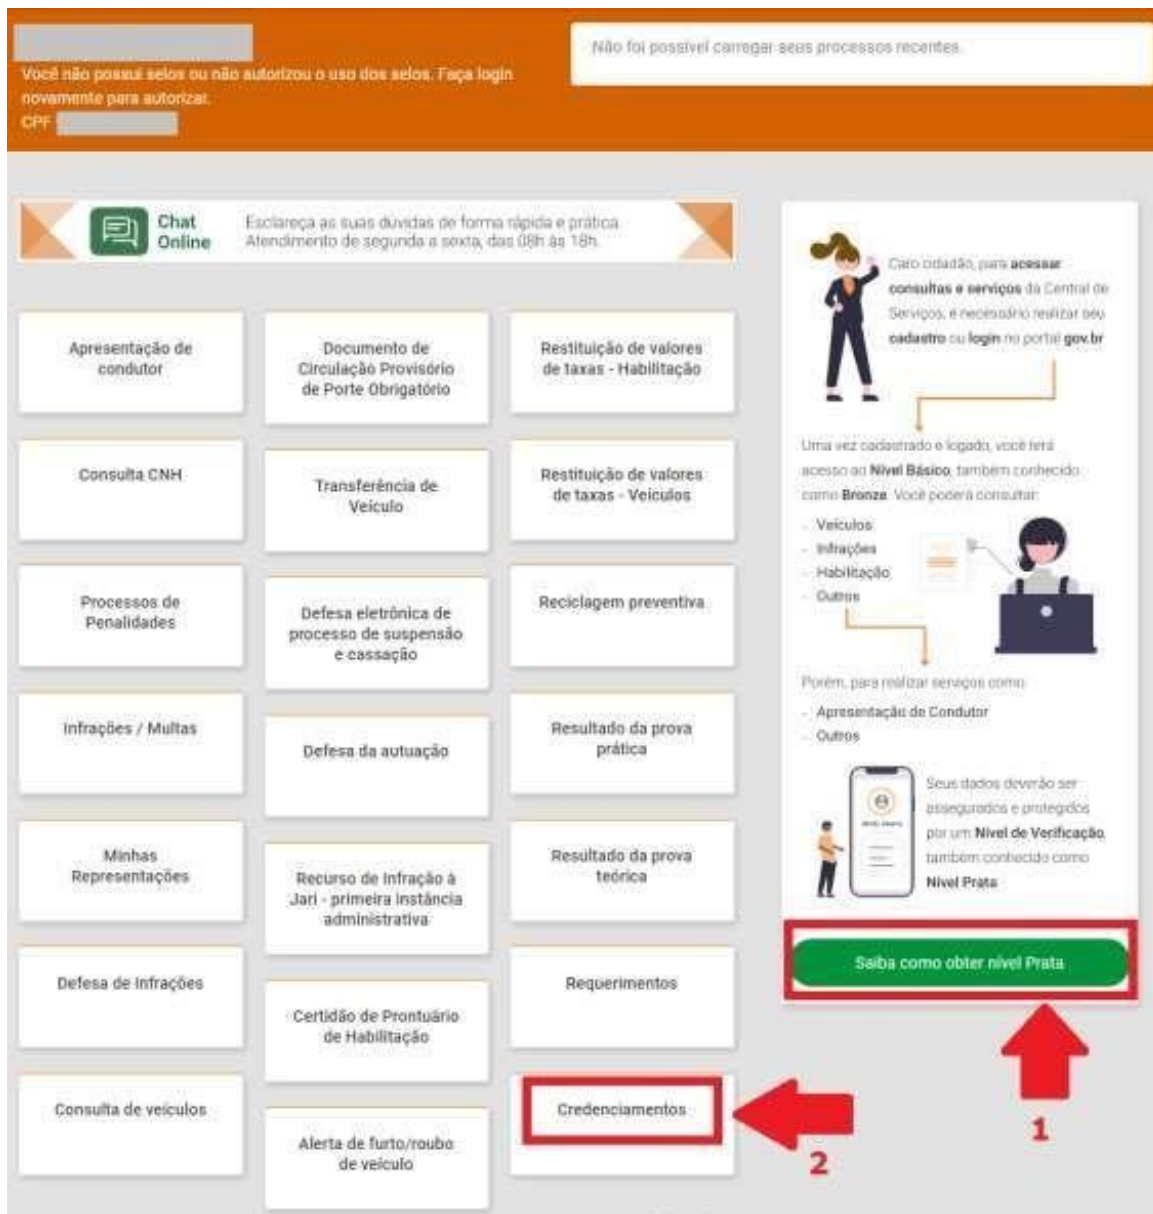 Você não possui selos ou não autorizou o uso dos selos. Faça login
novamente para autorizar.
CPF
Não foi possível carregar seus processos recentes.
Chat
Online
Esclareça as suas dúvidas de forma rápida e prática
Atendimento de segunda a sexta, das 08h às 18h.
Apresentação de
condutor
Documento de
Circulação Provisório
de Porte Obrigatório
Restituição de valores
de taxas - Habilitação
Consulta CNH
Transferência de
Veículo
Restituição de valores
de taxas - Veículos
Processos de
Penalidades
Defesa eletrônica de
processo de suspensão
e cassação
Reciclagem preventiva
Infrações / Multas
Defesa da autuação
Resultado da prova
prática
Minhas
Representações
Recurso de Infração à
Jari - primeira instância
administrativa
Resultado da prova
teórica
Defesa de Infrações
Certidão de Prontuário
de Habilitação
Requerimentos
Consulta de veículos
Alerta de furto/roubo
de veículo
Credenciamentos
2
Caro cidadão, para acessar
consultas e serviços da Central de
Serviços, é necessário realizar seu
cadastro ou login no portal gov.br
Uma vez cadastrado e logado, você terá
acesso ao Nível Básico, também conhecido
como Bronze. Você poderá consultar:
- Veículos
- Infrações
- Habilitação
- Outros
Porém, para realizar serviços como:
- Apresentação de Condutor
- Outros
NÍVEL PRATA
Seus dados deverão ser
assegurados e protegidos
por um Nível de Verificação,
também conhecido como
Nível Prata
Saiba como obter nível Prata
1